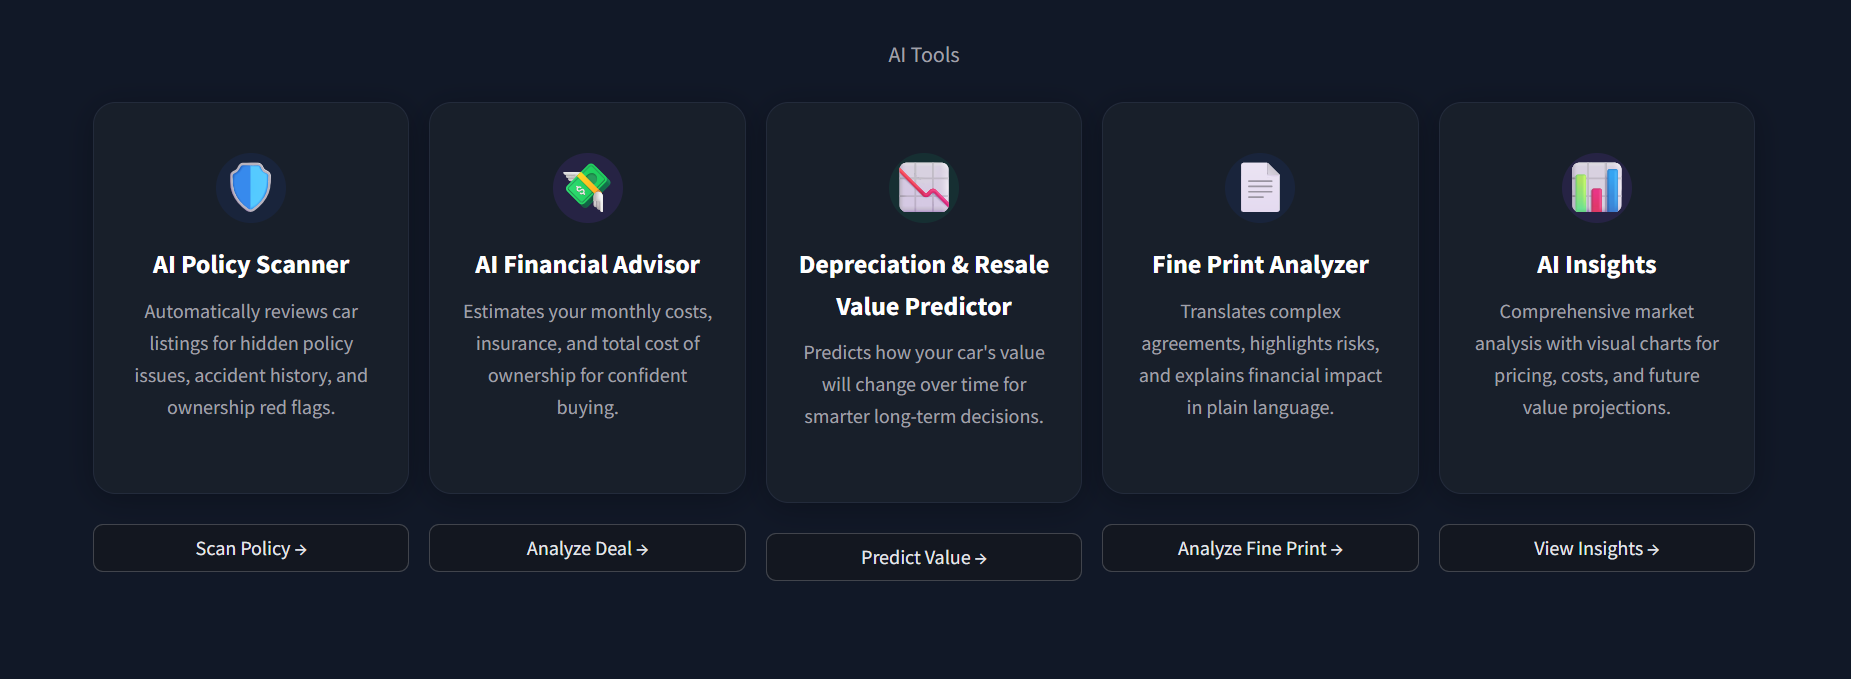 AI Tools
AI Policy Scanner
Automatically reviews car
listings for hidden policy
issues, accident history, and
ownership red flags.
Scan Policy →
AI Financial Advisor
Estimates your monthly costs,
insurance, and total cost of
ownership for confident
buying.
Analyze Deal →
Depreciation & Resale
Value Predictor
Predicts how your car's value
will change over time for
smarter long-term decisions.
Predict Value →
Fine Print Analyzer
Translates complex
agreements, highlights risks,
and explains financial impact
in plain language.
Analyze Fine Print →
AI Insights
Comprehensive market
analysis with visual charts for
pricing, costs, and future
value projections.
View Insights →